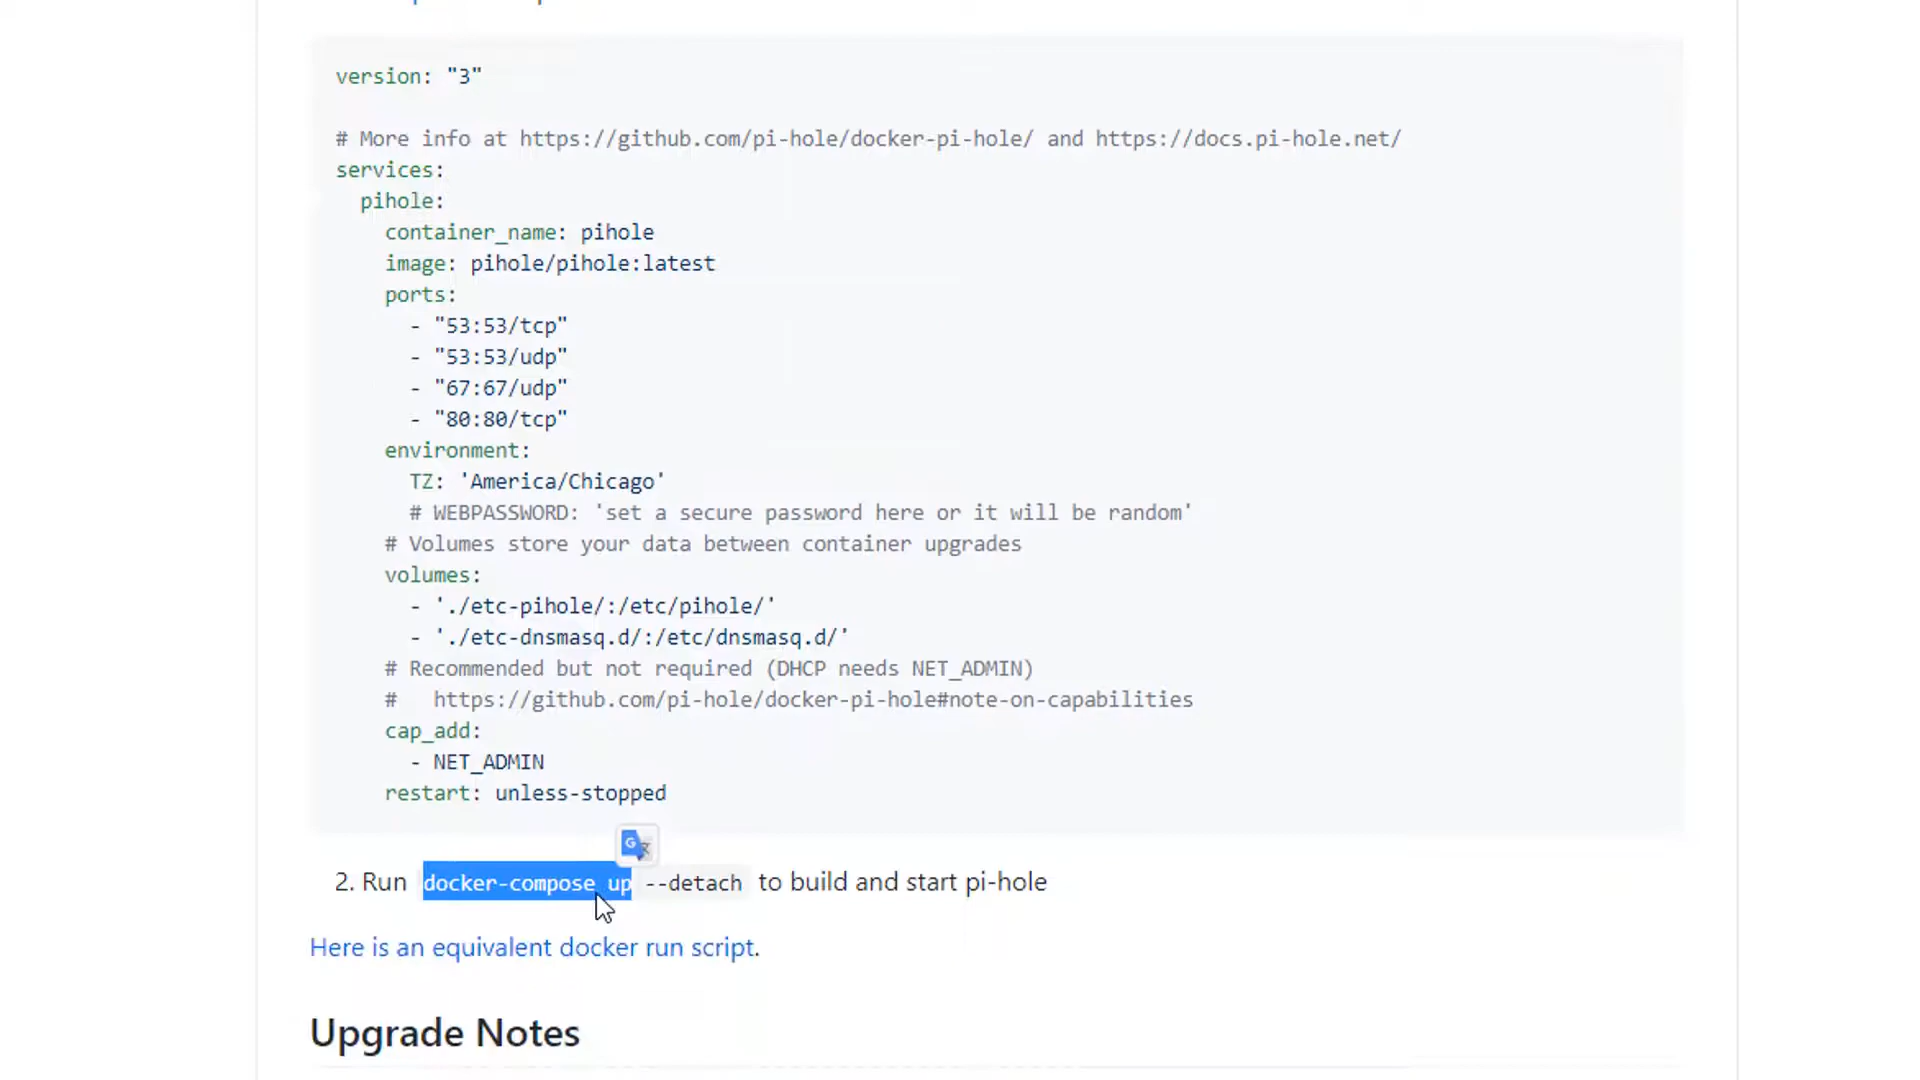 version: "3"
# More info at https://github.com/pi-hole/docker-pi-hole/ and https://docs.pi-hole.net/
services:
  pihole:
    container_name: pihole
    image: pihole/pihole:latest
    ports:
      - "53:53/tcp"
      - "53:53/udp"
      - "67:67/udp"
      - "80:80/tcp"
    environment:
      TZ: 'America/Chicago'
      # WEBPASSWORD: 'set a secure password here or it will be random'
    # Volumes store your data between container upgrades
    volumes:
      - './etc-pihole/:/etc/pihole/'
      - './etc-dnsmasq.d/:/etc/dnsmasq.d/'
    # Recommended but not required (DHCP needs NET_ADMIN)
    #   https://github.com/pi-hole/docker-pi-hole#note-on-capabilities
    cap_add:
      - NET_ADMIN
    restart: unless-stopped
2. Run docker-compose up --detach to build and start pi-hole
Here is an equivalent docker run script.
Upgrade Notes